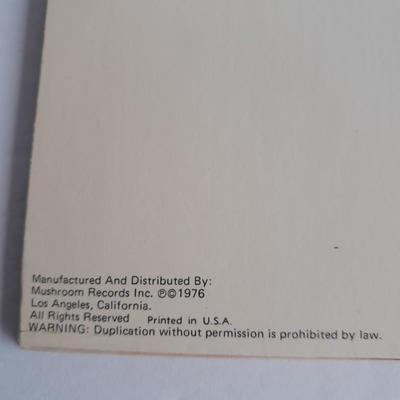 Manufactured And Distributed By:
Mushroom Records Inc. ℗©1976
Los Angeles, California.
All Rights Reserved Printed in U.S.A.
WARNING: Duplication without permission is prohibited by law.